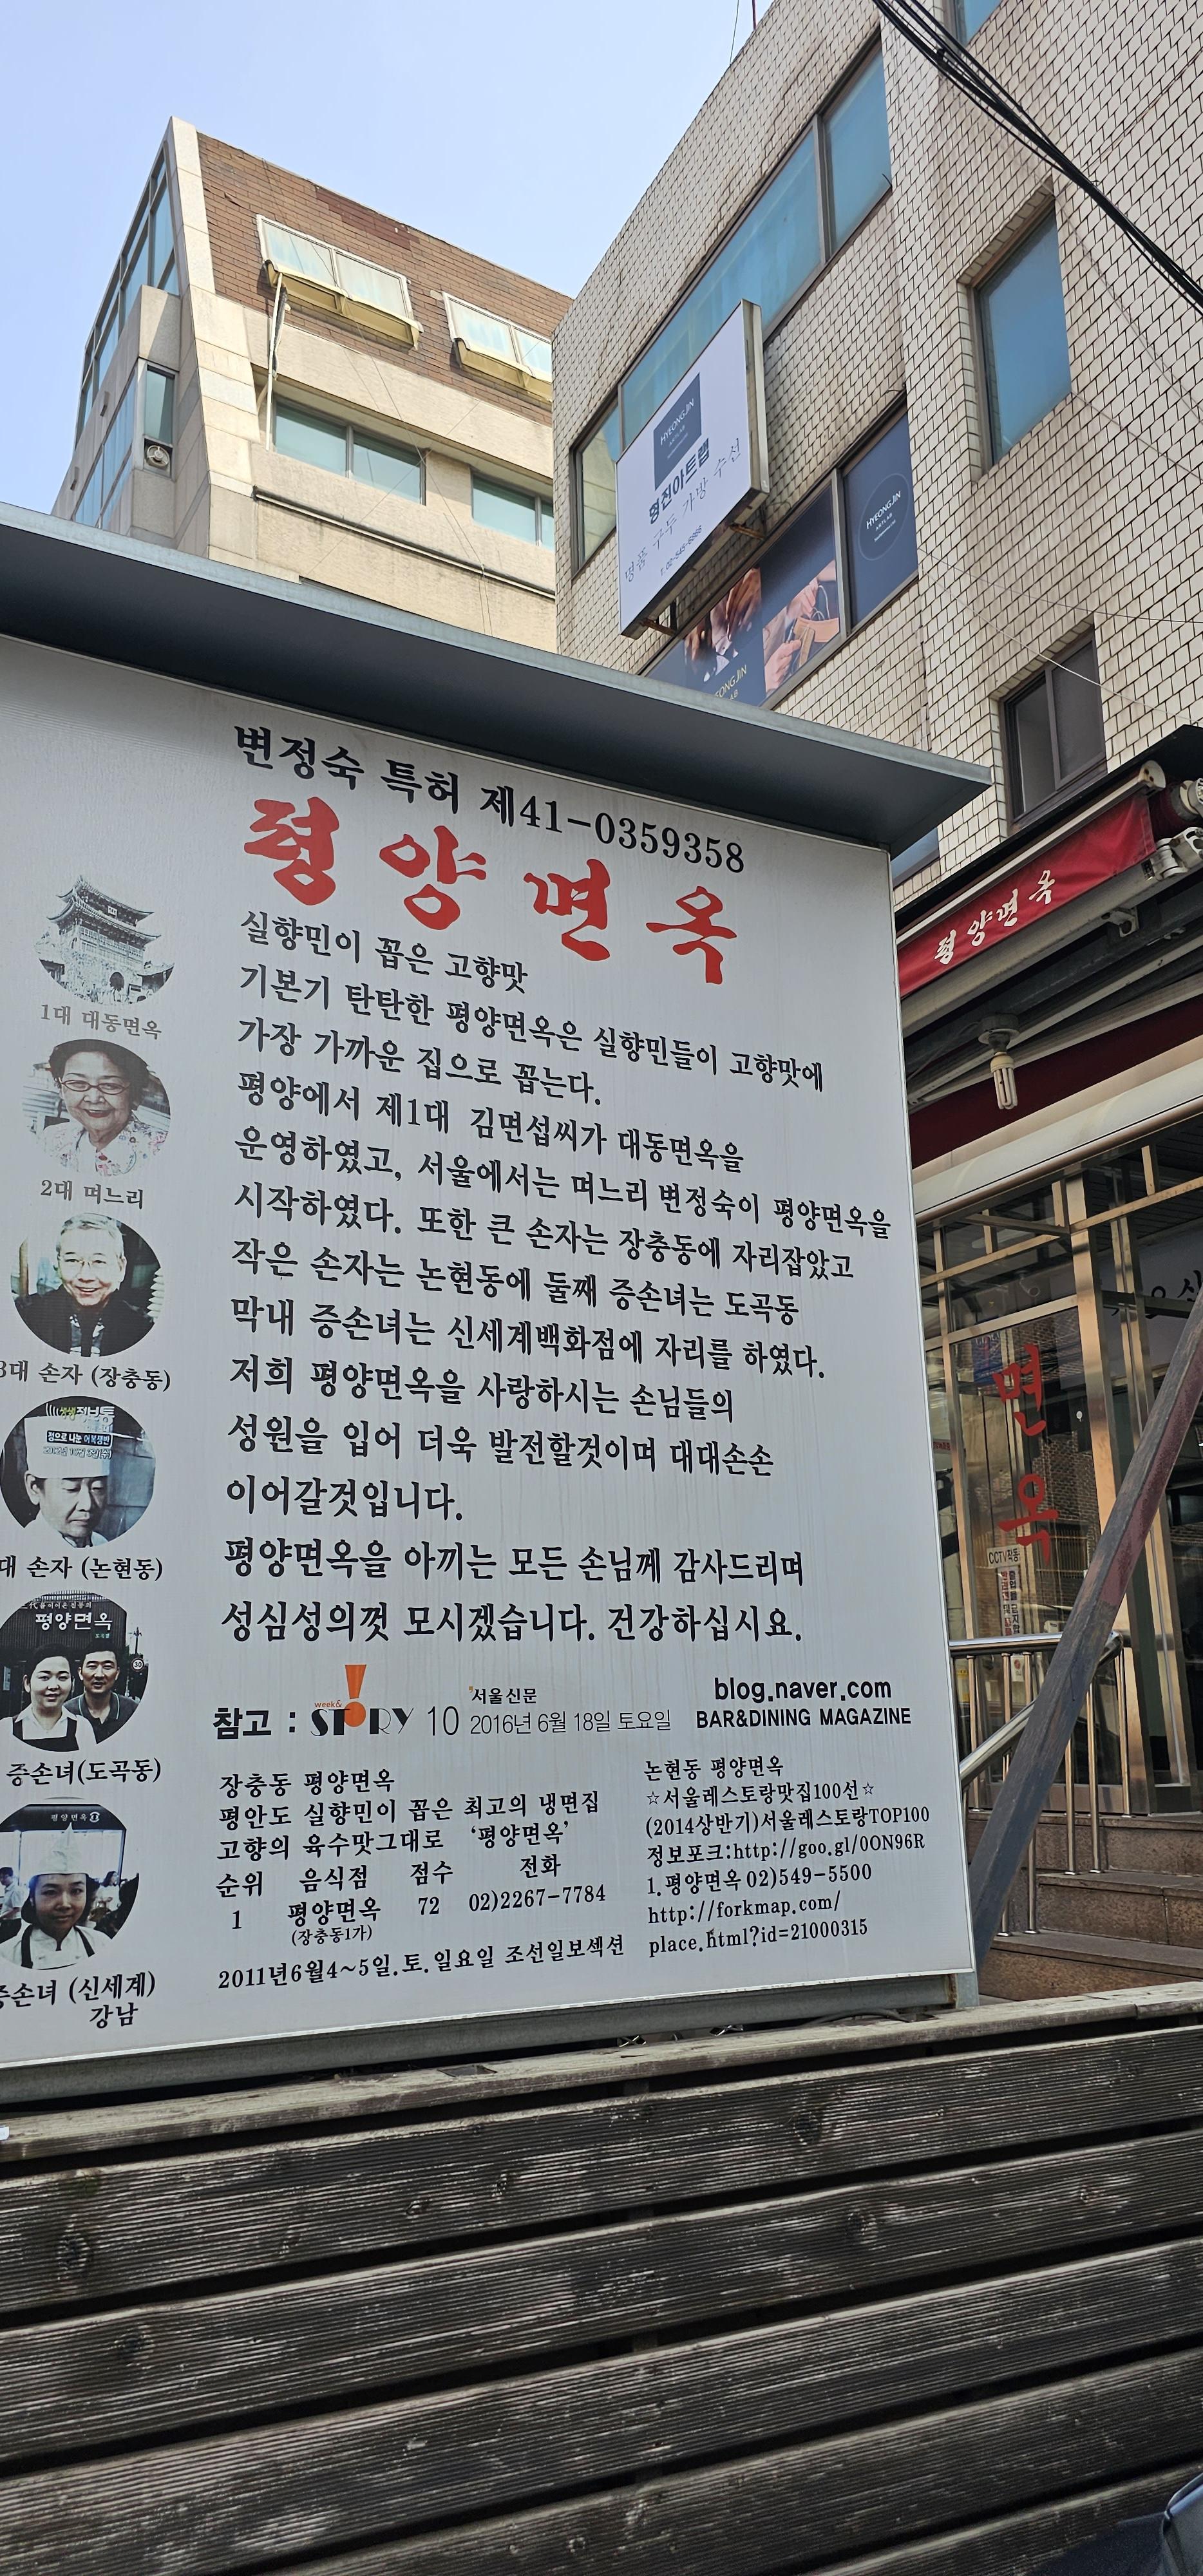 HYEONGJIN
형진아트랩
명품 구두 가방 수선
HYEONGJIN
변정숙 특허 제41-0359358
평양면옥
실향민이 꼽은 고향맛
기본기 탄탄한 평양면옥은 실향민들이 고향맛에
가장 가까운 집으로 꼽는다.
평양에서 제1대 김면섭씨가 대동면옥을
운영하였고, 서울에서는 며느리 변정숙이 평양면옥을
시작하였다. 또한 큰 손자는 장충동에 자리잡았고
작은 손자는 논현동에 둘째 증손녀는 도곡동
막내 증손녀는 신세계백화점에 자리를 하였다.
저희 평양면옥을 사랑하시는 손님들의
성원을 입어 더욱 발전할것이며 대대손손
이어갈것입니다.
평양면옥을 아끼는 모든 손님께 감사드리며
성심성의껏 모시겠습니다. 건강하십시요.
1대 대동면옥
2대 며느리
3대 손자 (장충동)
대 손자 (논현동)
평양면옥
증손녀(도곡동)
평양면옥
증손녀 (신세계)
강남
참고 : week& STORY 10 서울신문 2016년 6월 18일 토요일
blog.naver.com
BAR&DINING MAGAZINE
장충동 평양면옥
평안도 실향민이 꼽은 최고의 냉면집
고향의 육수맛그대로 '평양면옥'
순위 음식점 점수 전화
1 평양면옥 72 02)2267-7784
(장충동1가)
2011년6월4~5일.토.일요일 조선일보섹션
논현동 평양면옥
☆서울레스토랑맛집100선☆
(2014상반기)서울레스토랑TOP100
정보포크:http://goo.gl/0ON96R
1.평양면옥 02)549-5500
http://forkmap.com/
place.html?id=21000315
평양면옥
면옥
CCTV작동